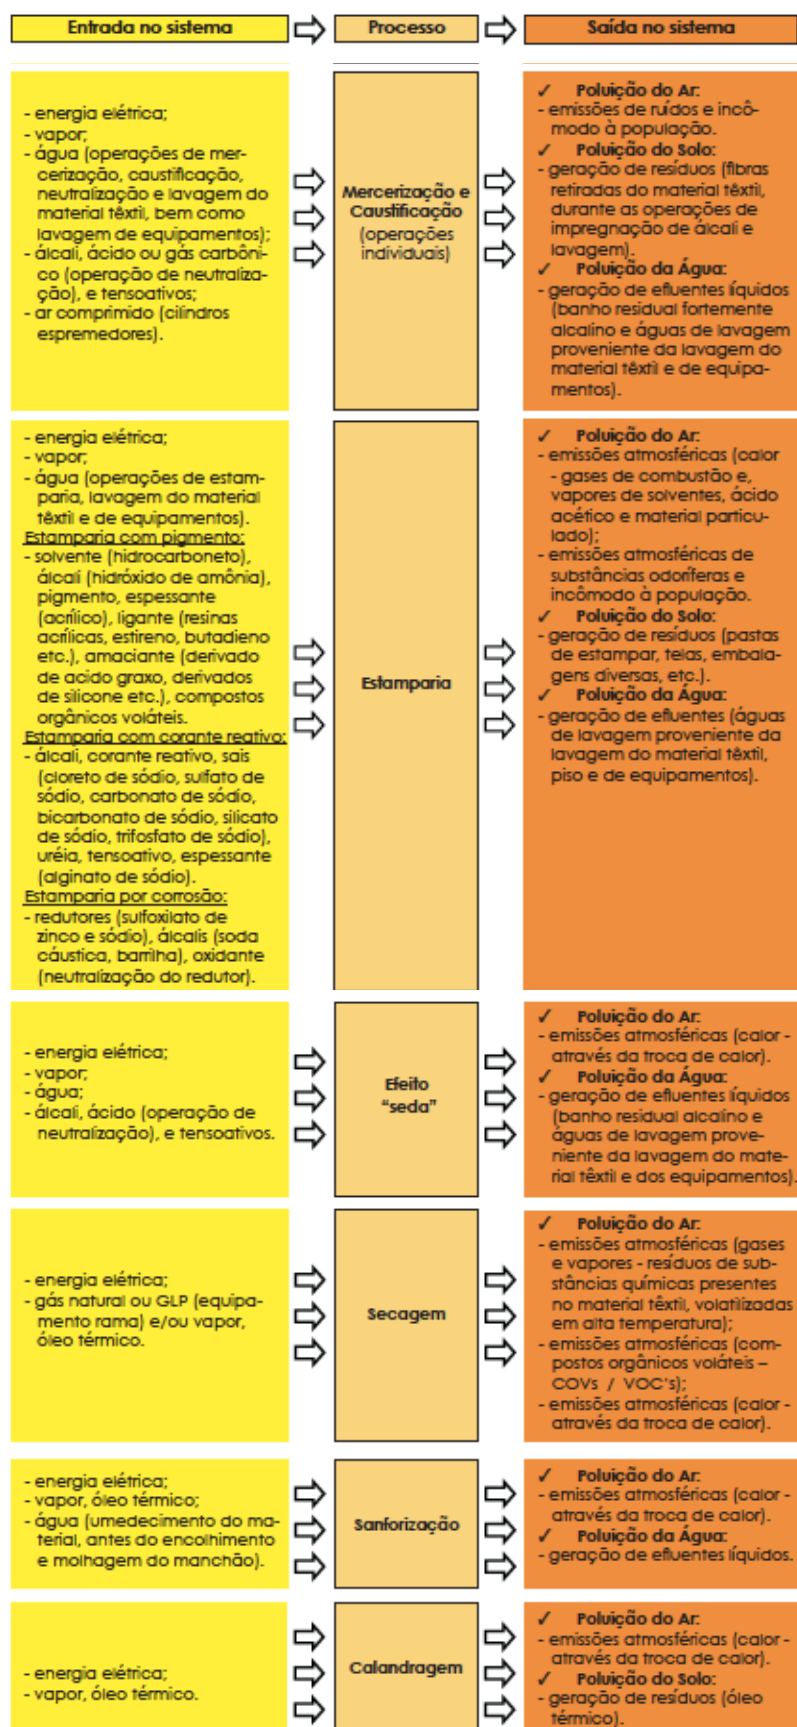 Entrada no sistema
Processo
Saída no sistema
- energia elétrica;
- vapor;
- água (operações de mer-
cerização, caustificação,
neutralização e lavagem do
material têxtil, bem como
lavagem de equipamentos);
- álcali, ácido ou gás carbôni-
co (operação de neutraliza-
ção), e tensoativos;
- ar comprimido (cilindros
espremedores).
Mercerização e
Caustificação
(operações
individuais)
✓ Poluição do Ar:
- emissões de ruídos e incô-
modo à população.
✓ Poluição do Solo:
- geração de resíduos (fibras
retiradas do material têxtil,
durante as operações de
impregnação de álcali e
lavagem).
✓ Poluição da Água:
- geração de efluentes líquidos
(banho residual fortemente
alcalino e águas de lavagem
proveniente da lavagem do
material têxtil e de equipa-
mentos).
- energia elétrica;
- vapor;
- água (operações de estam-
paria, lavagem do material
têxtil e de equipamentos).
Estamparia com pigmento:
- solvente (hidrocarboneto),
álcali (hidróxido de amônia),
pigmento, espessante
(acrílico), ligante (resinas
acrílicas, estireno, butadieno
etc.), amaciante (derivado
de acido graxo, derivados
de silicone etc.), compostos
orgânicos voláteis.
Estamparia com corante reativo:
- álcali, corante reativo, sais
(cloreto de sódio, sulfato de
sódio, carbonato de sódio,
bicarbonato de sódio, silicato
de sódio, trifosfato de sódio),
uréia, tensoativo, espessante
(alginato de sódio).
Estamparia por corrosão:
- redutores (sulfoxilato de
zinco e sódio), álcalis (soda
cáustica, barrilha), oxidante
(neutralização do redutor).
Estamparia
✓ Poluição do Ar:
- emissões atmosféricas (calor
- gases de combustão e,
vapores de solventes, ácido
acético e material particu-
lado);
- emissões atmosféricas de
substâncias odoríferas e
incômodo à população.
✓ Poluição do Solo:
- geração de resíduos (pastas
de estampar, telas, embala-
gens diversas, etc.).
✓ Poluição da Água:
- geração de efluentes (águas
de lavagem proveniente da
lavagem do material têxtil,
piso e de equipamentos).
- energia elétrica;
- vapor;
- água;
- álcali, ácido (operação de
neutralização), e tensoativos.
Efeito
“seda”
✓ Poluição do Ar:
- emissões atmosféricas (calor -
através da troca de calor).
✓ Poluição da Água:
- geração de efluentes líquidos
(banho residual alcalino e
águas de lavagem prove-
niente da lavagem do mate-
rial têxtil e dos equipamentos).
- energia elétrica;
- gás natural ou GLP (equipa-
mento rama) e/ou vapor,
óleo térmico.
Secagem
✓ Poluição do Ar:
- emissões atmosféricas (gases
e vapores - resíduos de sub-
stâncias químicas presentes
no material têxtil, volatilizadas
em alta temperatura);
- emissões atmosféricas (com-
postos orgânicos voláteis –
COVs / VOC's);
- emissões atmosféricas (calor -
através da troca de calor).
- energia elétrica;
- vapor, óleo térmico;
- água (umedecimento do ma-
terial, antes do encolhimento
e molhagem do manchão).
Sanforização
✓ Poluição do Ar:
- emissões atmosféricas (calor -
através da troca de calor).
✓ Poluição da Água:
- geração de efluentes líquidos.
- energia elétrica;
- vapor, óleo térmico.
Calandragem
✓ Poluição do Ar:
- emissões atmosféricas (calor -
através da troca de calor).
✓ Poluição do Solo:
- geração de resíduos (óleo
térmico).